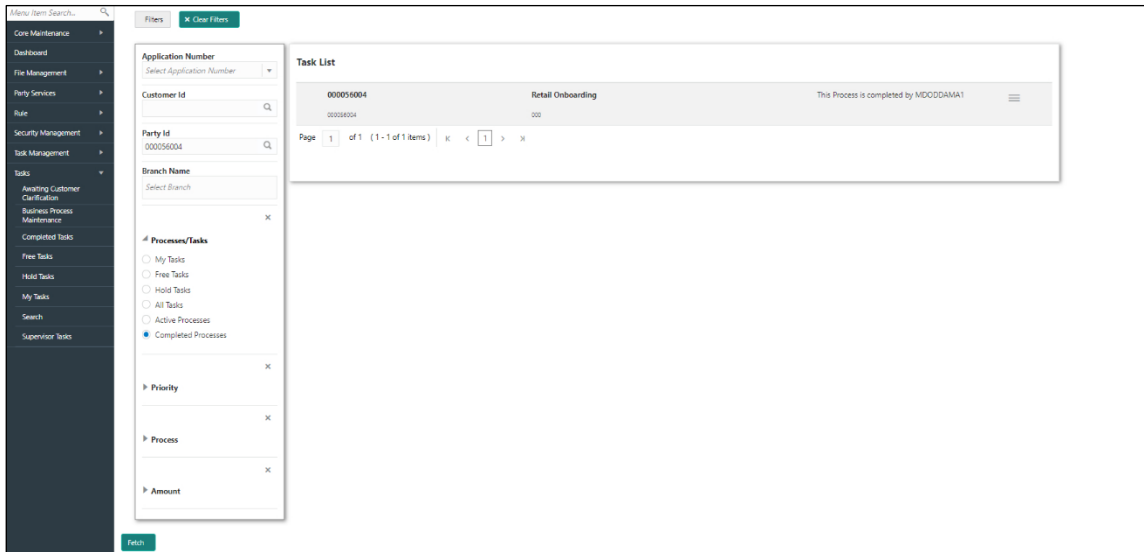 Menu Item Search...
Core Maintenance
Dashboard
File Management
Party Services
Rule
Security Management
Task Management
Tasks
Awaiting Customer
Clarification
Business Process
Maintenance
Completed Tasks
Free Tasks
Hold Tasks
My Tasks
Search
Supervisor Tasks
Filters
× Clear Filters
Application Number
Select Application Number
Customer Id
Party Id
000056004
Branch Name
Select Branch
Processes/Tasks
My Tasks
Free Tasks
Hold Tasks
All Tasks
Active Processes
Completed Processes
Priority
Process
Amount
Fetch
Task List
000056004 Retail Onboarding This Process is completed by MDODDAMA1
000056004 000
Page 1 of 1 (1 - 1 of 1 items) 1